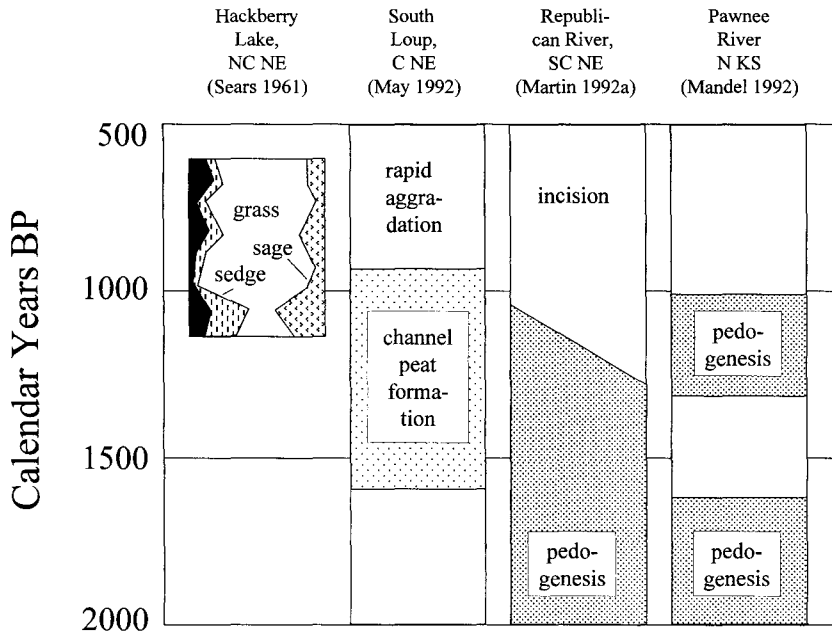 Hackberry
Lake,
NC NE
(Sears 1961)
South
Loup,
C NE
(May 1992)
Republi-
can River,
SC NE
(Martin 1992a)
Pawnee
River
N KS
(Mandel 1992)
Calendar Years BP
500
1000
1500
2000
grass
sage
sedge
rapid
aggra-
dation
channel
peat
forma-
tion
incision
pedo-
genesis
pedo-
genesis
pedo-
genesis